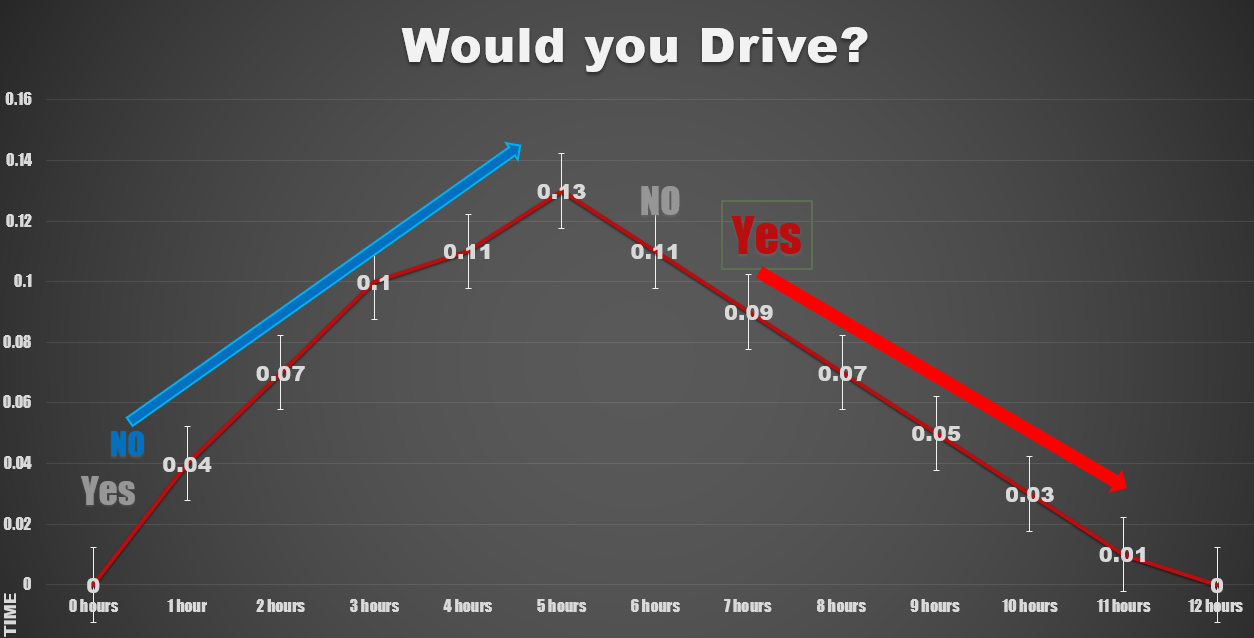 Would you Drive?
0.16
0.14
0.12
0.1
0.08
0.06
0.04
0.02
0
0
0.04
0.07
0.1
0.11
0.13
0.11
0.09
0.07
0.05
0.03
0.01
0
Yes
NO
NO
Yes
0 hours
1 hour
2 hours
3 hours
4 hours
5 hours
6 hours
7 hours
8 hours
9 hours
10 hours
11 hours
12 hours
TIME